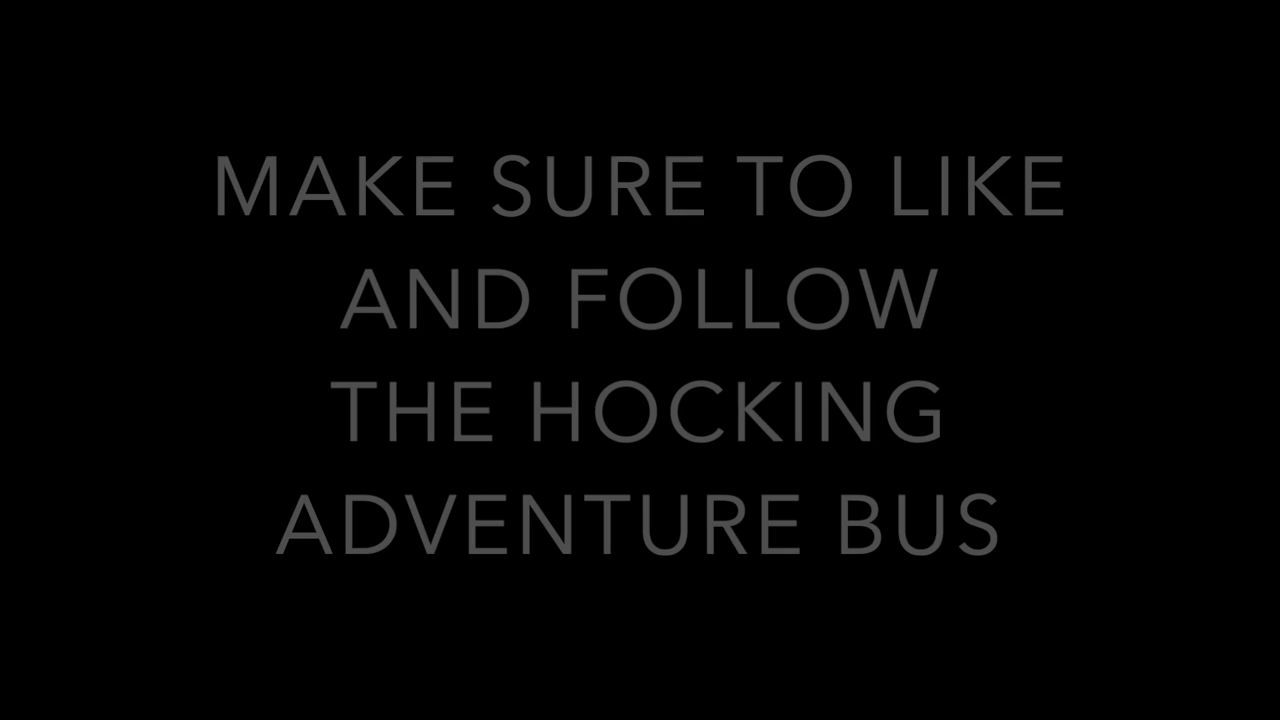 MAKE SURE TO LIKE
AND FOLLOW
THE HOCKING
ADVENTURE BUS